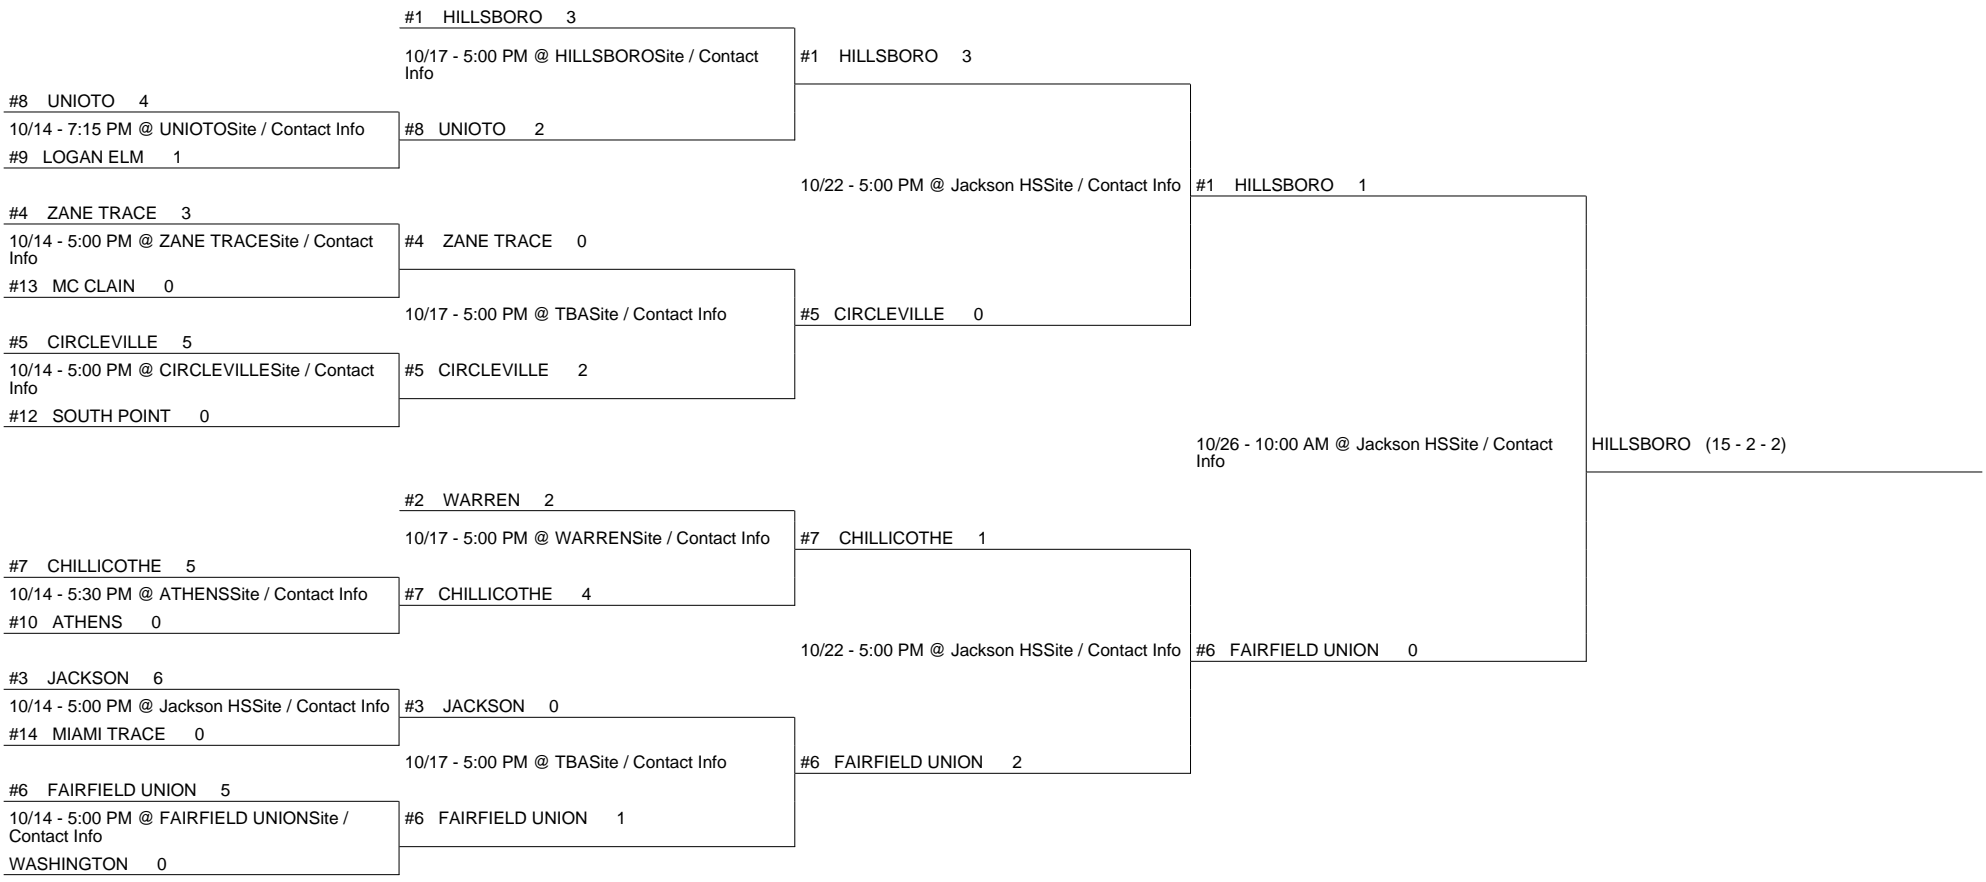 #1 HILLSBORO 3
10/17 - 5:00 PM @ HILLSBOROSite / Contact
Info
#1 HILLSBORO 3
#8 UNIOTO 4
10/14 - 7:15 PM @ UNIOTOSite / Contact Info
#8 UNIOTO 2
#9 LOGAN ELM 1
10/22 - 5:00 PM @ Jackson HSSite / Contact Info
#1 HILLSBORO 1
#4 ZANE TRACE 3
10/14 - 5:00 PM @ ZANE TRACESite / Contact
Info
#4 ZANE TRACE 0
#13 MC CLAIN 0
10/17 - 5:00 PM @ TBASite / Contact Info
#5 CIRCLEVILLE 0
#5 CIRCLEVILLE 5
10/14 - 5:00 PM @ CIRCLEVILLESite / Contact
Info
#5 CIRCLEVILLE 2
#12 SOUTH POINT 0
10/26 - 10:00 AM @ Jackson HSSite / Contact
Info
HILLSBORO (15 - 2 - 2)
#2 WARREN 2
10/17 - 5:00 PM @ WARRENSite / Contact Info
#7 CHILLICOTHE 1
#7 CHILLICOTHE 5
10/14 - 5:30 PM @ ATHENSSite / Contact Info
#7 CHILLICOTHE 4
#10 ATHENS 0
10/22 - 5:00 PM @ Jackson HSSite / Contact Info
#6 FAIRFIELD UNION 0
#3 JACKSON 6
10/14 - 5:00 PM @ Jackson HSSite / Contact Info
#3 JACKSON 0
#14 MIAMI TRACE 0
10/17 - 5:00 PM @ TBASite / Contact Info
#6 FAIRFIELD UNION 2
#6 FAIRFIELD UNION 5
10/14 - 5:00 PM @ FAIRFIELD UNIONSite /
Contact Info
#6 FAIRFIELD UNION 1
WASHINGTON 0